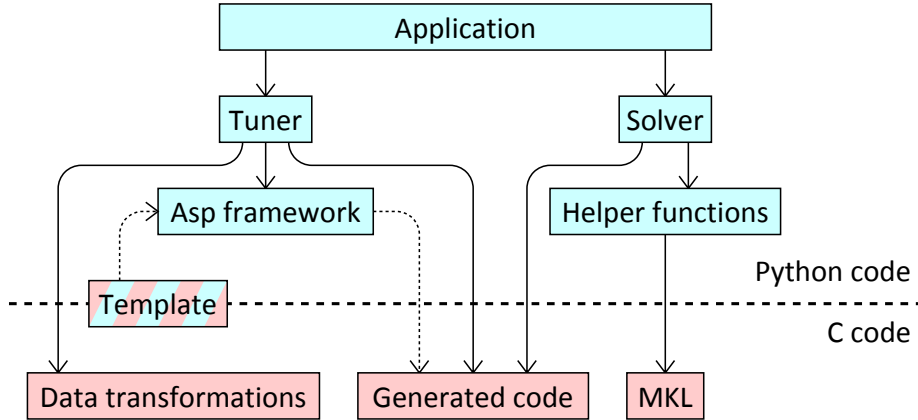 Application
Tuner
Solver
Asp framework
Helper functions
Python code
Template
C code
Data transformations
Generated code
MKL